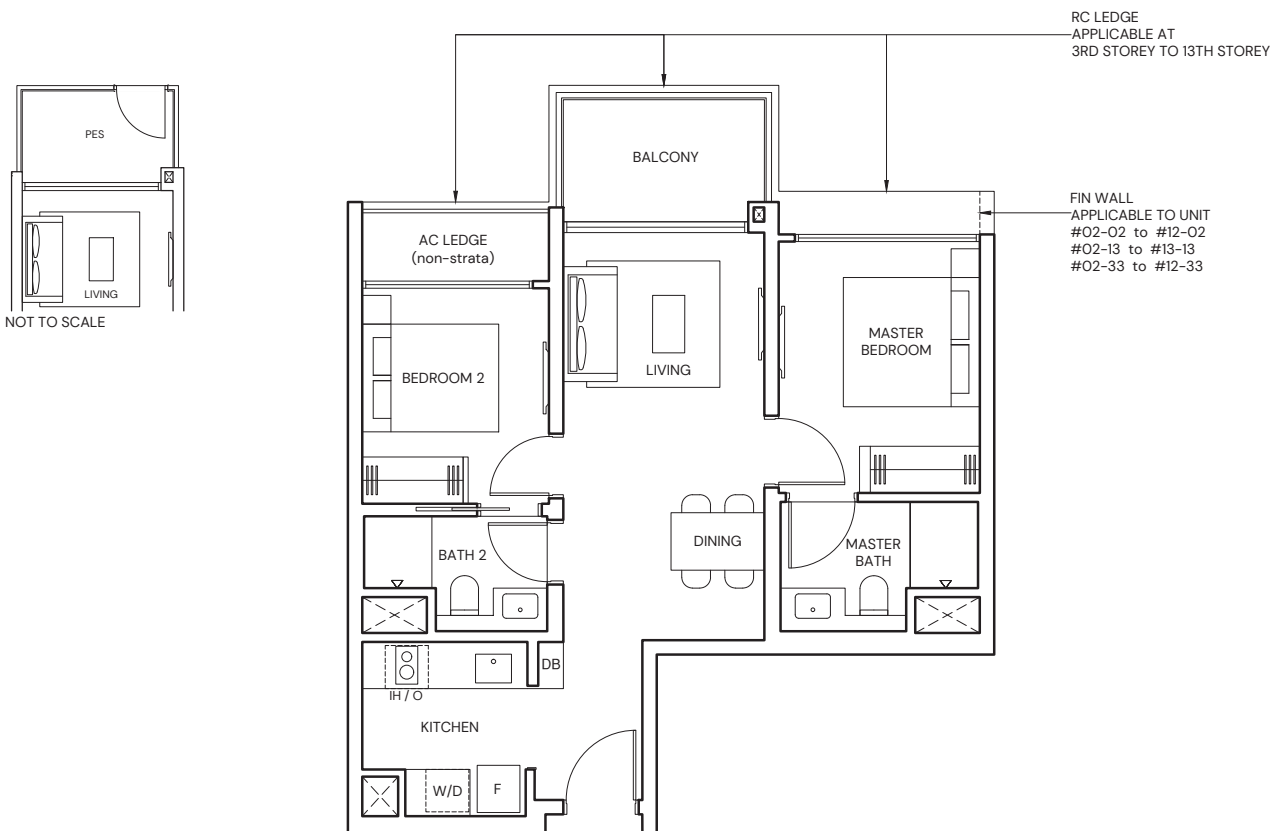 RC LEDGE
APPLICABLE AT
3RD STOREY TO 13TH STOREY
PES
LIVING
NOT TO SCALE
BALCONY
FIN WALL
APPLICABLE TO UNIT
#02-02 to #12-02
#02-13 to #13-13
#02-33 to #12-33
AC LEDGE
(non-strata)
MASTER
BEDROOM
BEDROOM 2
LIVING
DINING
BATH 2
MASTER
BATH
DB
IH / O
KITCHEN
W/D
F